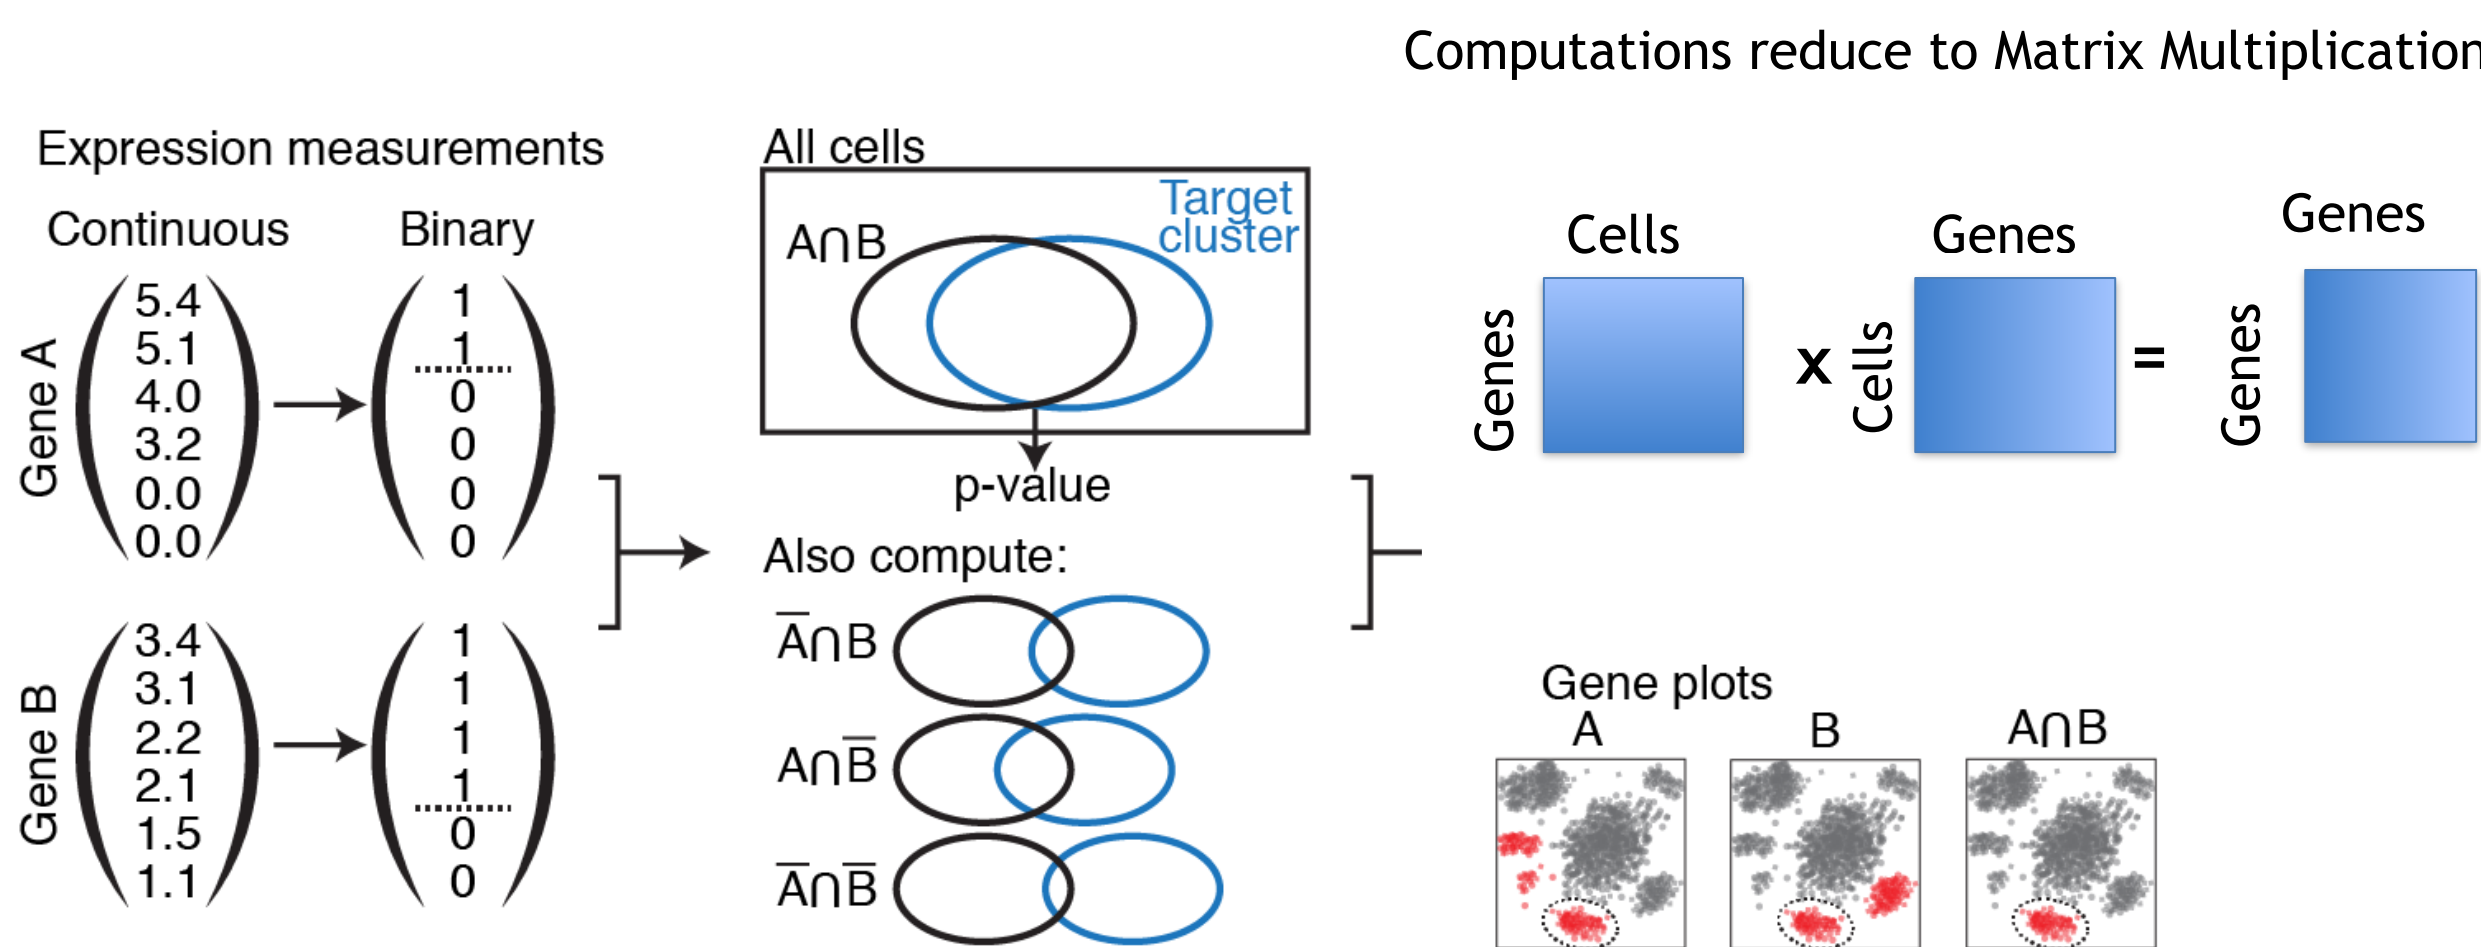 Computations reduce to Matrix Multiplication
Expression measurements
Continuous Binary
Gene A
5.4 1
5.1 1
4.0 0
3.2 0
0.0 0
0.0 0
Gene B
3.4 1
3.1 1
2.2 1
2.1 1
1.5 0
1.1 0
All cells
Target
cluster
A∩B
p-value
Also compute:
A̅∩B
A∩B̅
A̅∩B̅
Cells
Genes
x
Genes
Cells
=
Genes
Genes
Gene plots
A B A∩B